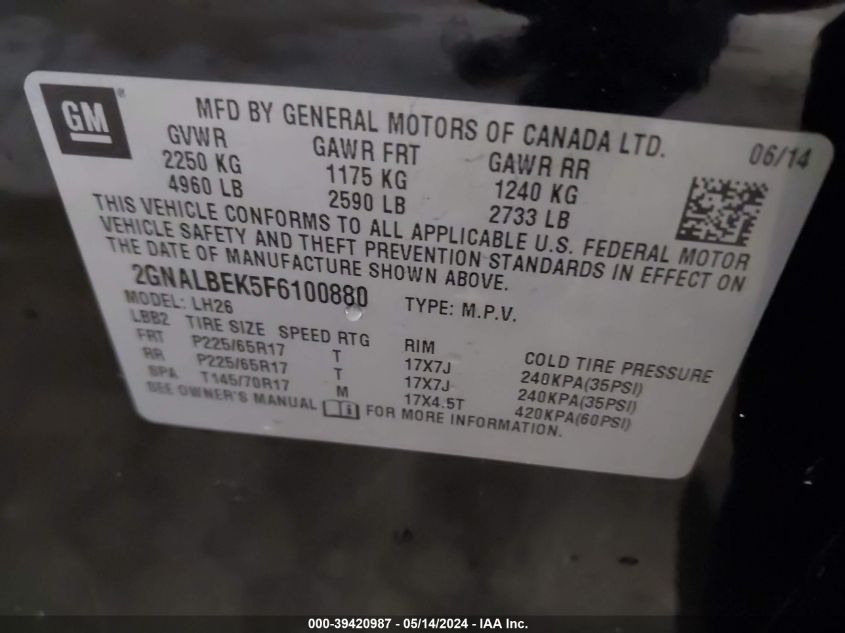 GM®
MFD BY GENERAL MOTORS OF CANADA LTD.
06/14
GVWR GAWR FRT GAWR RR
2250 KG 1175 KG 1240 KG
4960 LB 2590 LB 2733 LB
THIS VEHICLE CONFORMS TO ALL APPLICABLE U.S. FEDERAL MOTOR
VEHICLE SAFETY AND THEFT PREVENTION STANDARDS IN EFFECT ON
THE DATE OF MANUFACTURE SHOWN ABOVE.
2GNALBEK5F6100880 TYPE: M.P.V.
MODEL: LH26
LBB2 TIRE SIZE SPEED RTG RIM COLD TIRE PRESSURE
FRT P225/65R17 T 17X7J 240KPA(35PSI)
RR P225/65R17 T 17X7J 240KPA(35PSI)
SPA T145/70R17 M 17X4.5T 420KPA(60PSI)
SEE OWNER'S MANUAL FOR MORE INFORMATION.
000-39420987 - 05/14/2024 - IAA Inc.